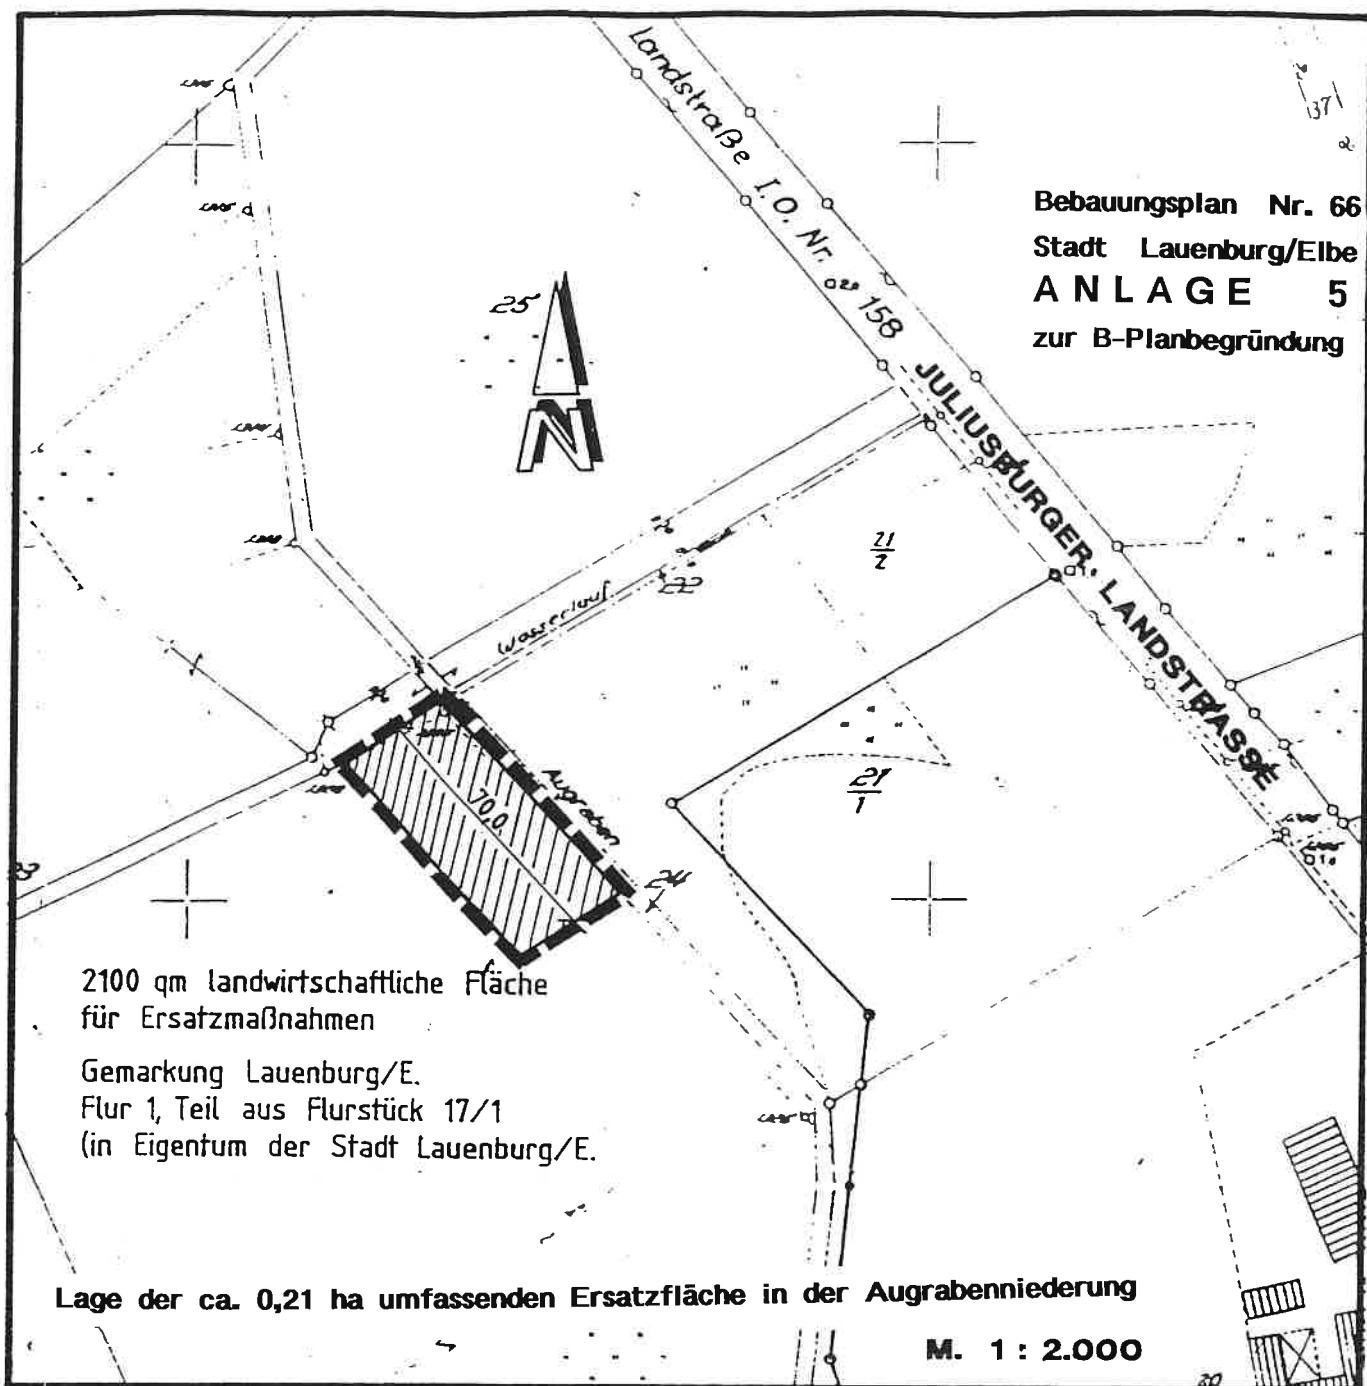 Landstraße I.O. Nr. 158
37
Bebauungsplan Nr. 66
Stadt Lauenburg/Elbe
ANLAGE 5
zur B-Planbegründung
25
N
JULIUSBURGER LANDSTRASSE
21
2
22
Wasserlauf
21
1
70,0
Augraben
24
2100 qm landwirtschaftliche Fläche
für Ersatzmaßnahmen
Gemarkung Lauenburg/E.
Flur 1, Teil aus Flurstück 17/1
(in Eigentum der Stadt Lauenburg/E.
Lage der ca. 0,21 ha umfassenden Ersatzfläche in der Augrabenniederung
M. 1 : 2.000
20